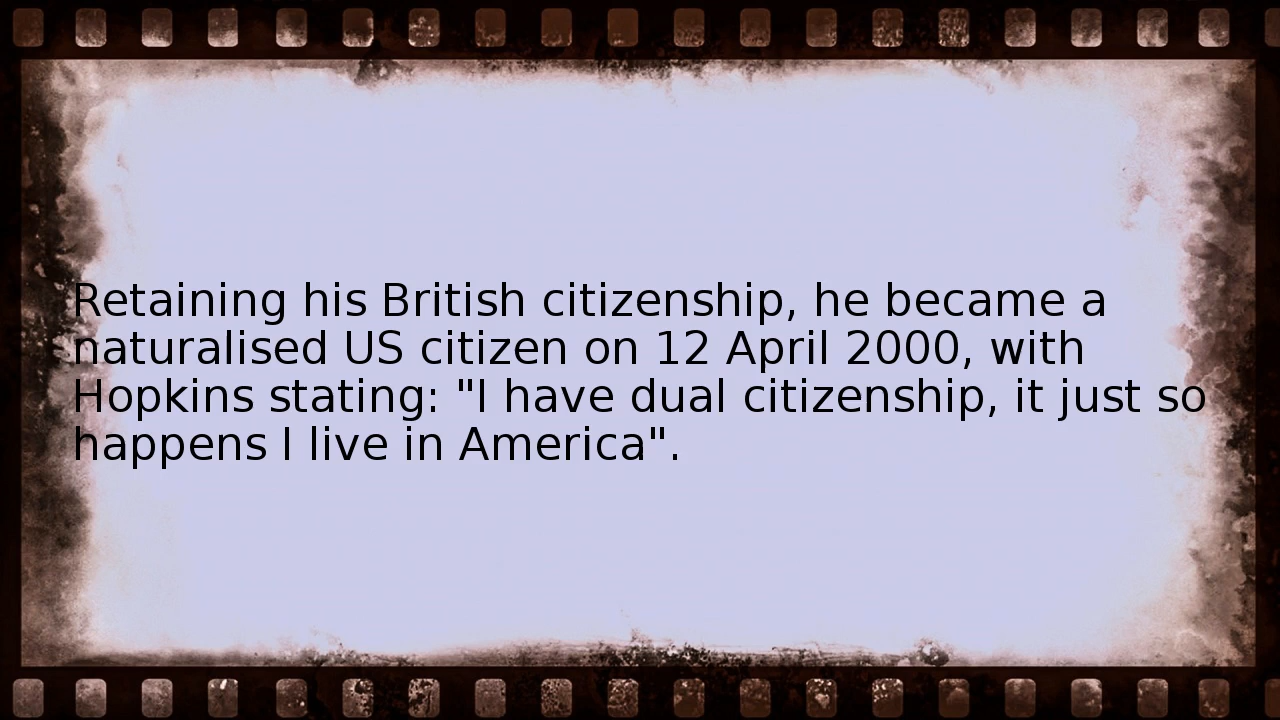 Retaining his British citizenship, he became a
naturalised US citizen on 12 April 2000, with
Hopkins stating: "I have dual citizenship, it just so
happens I live in America".